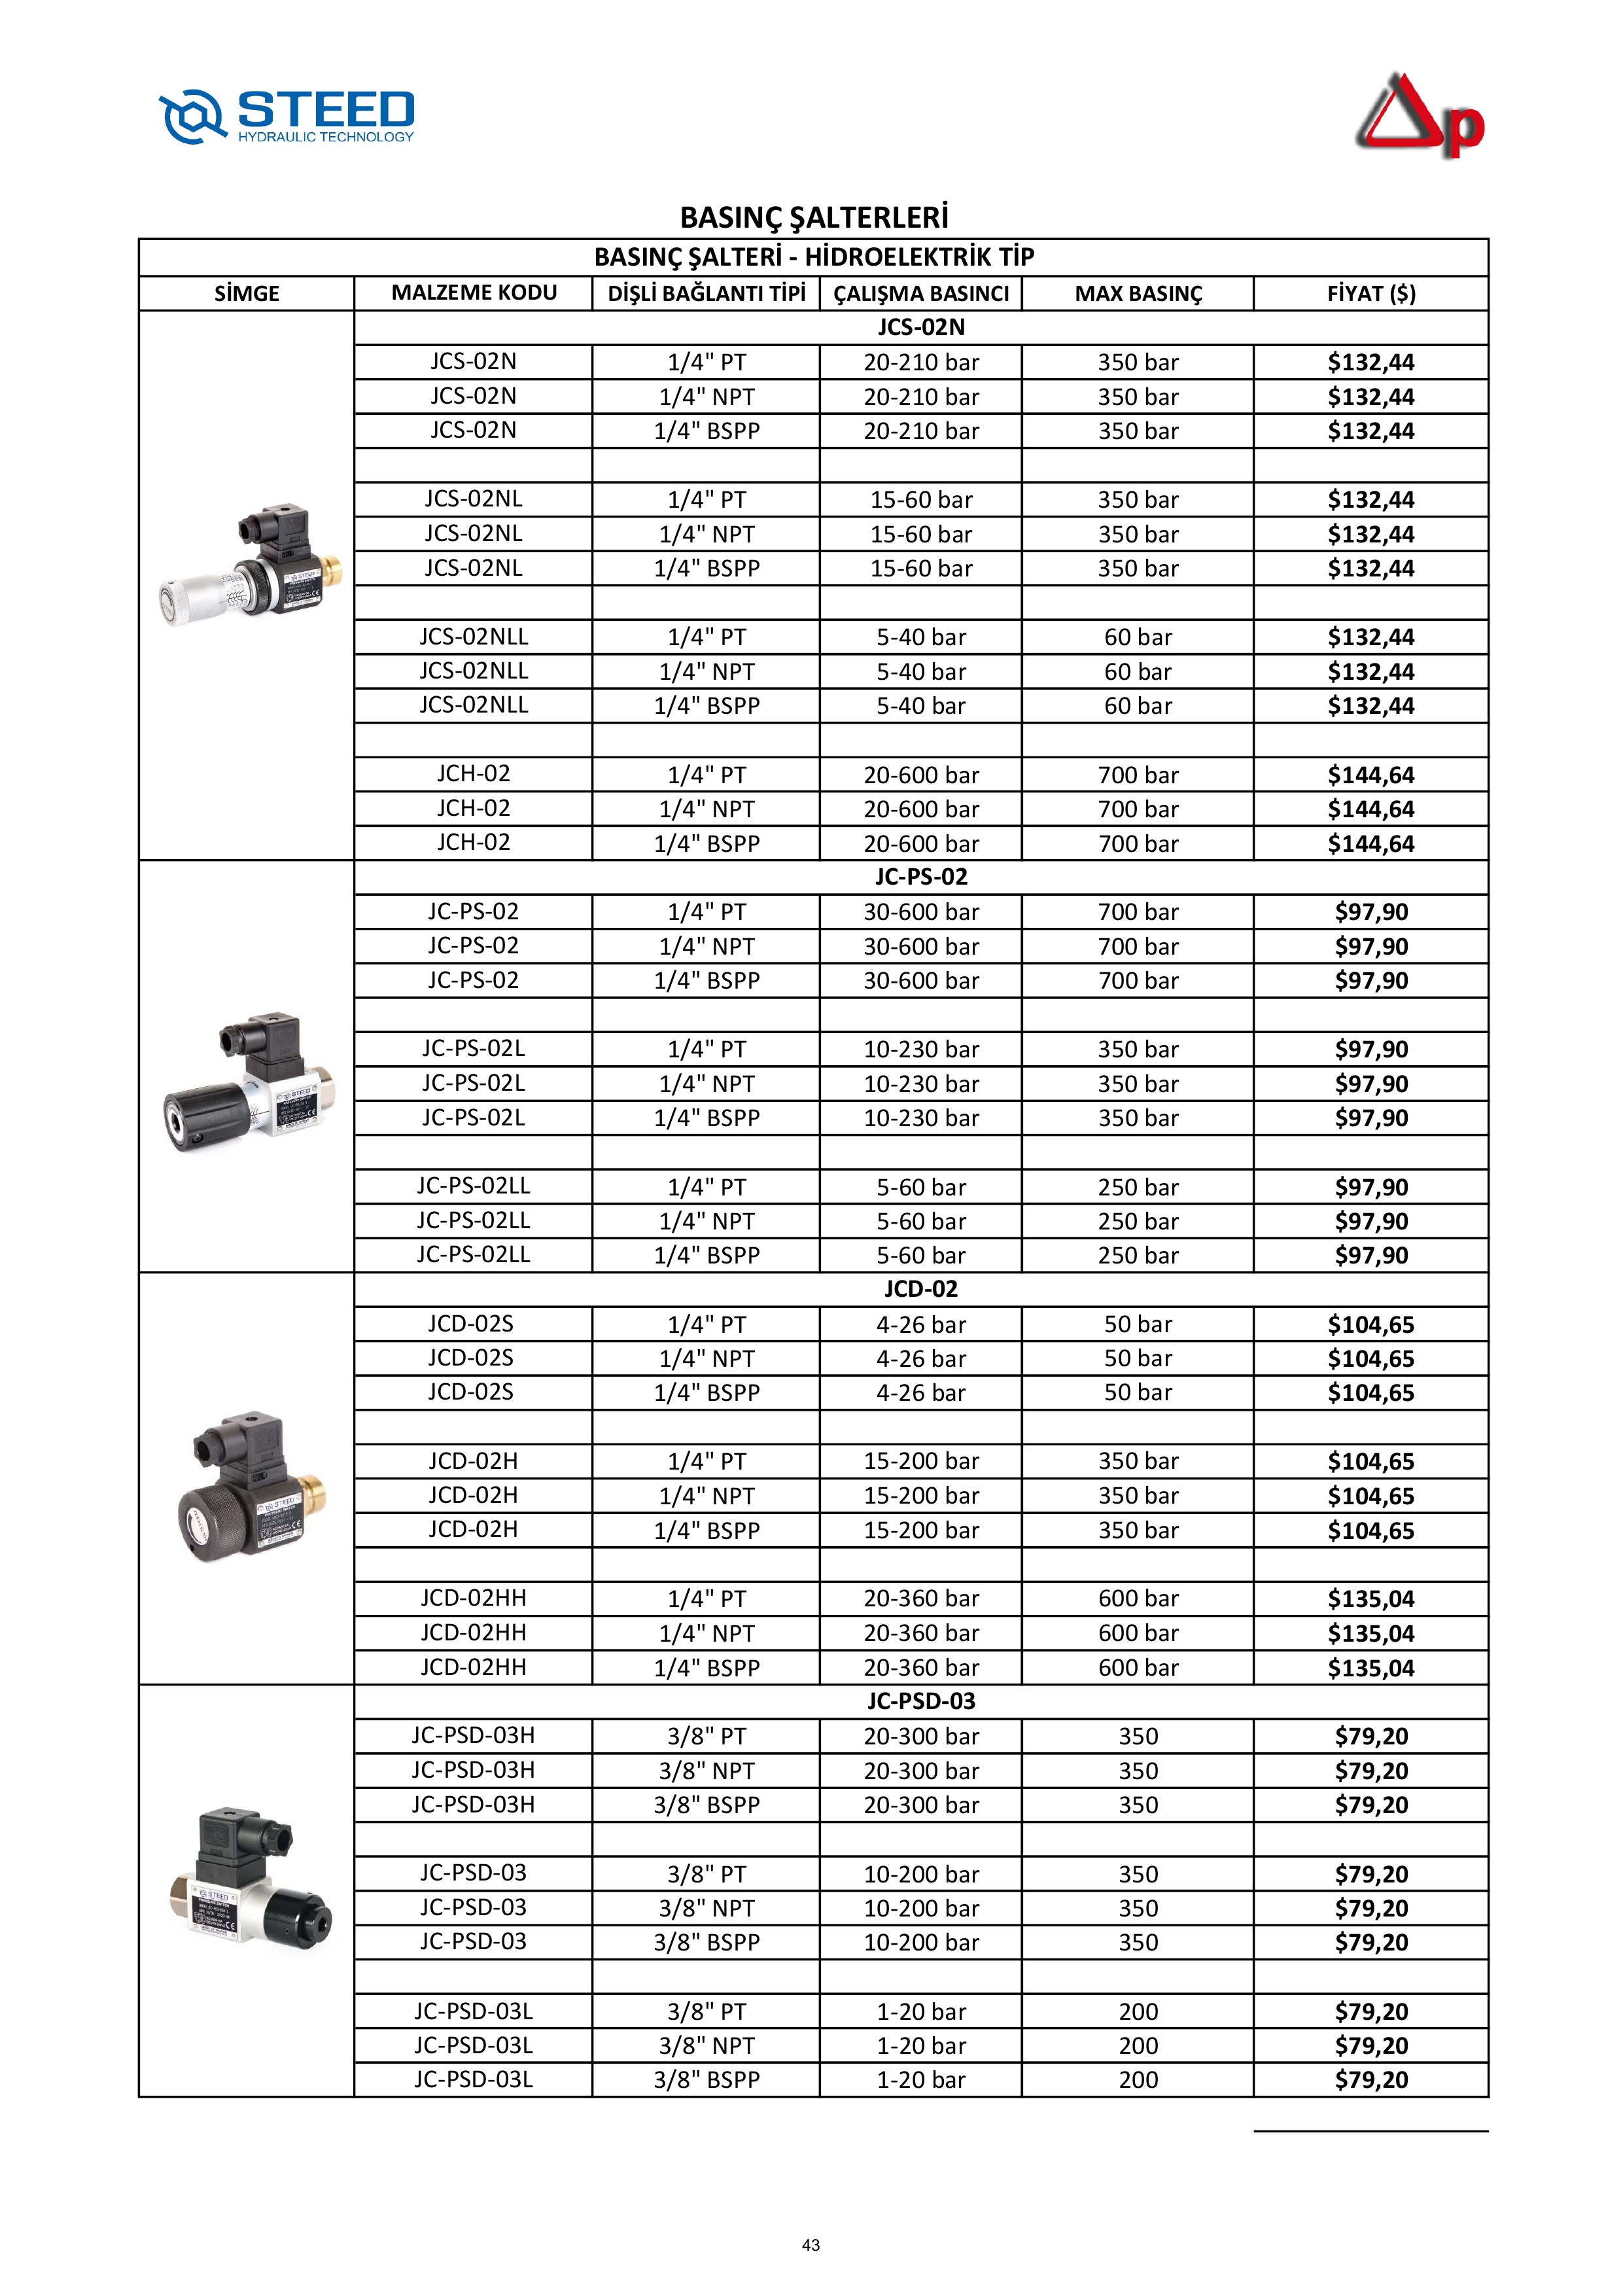 STEED
HYDRAULIC TECHNOLOGY
p
BASINÇ ŞALTERLERİ
BASINÇ ŞALTERİ - HİDROELEKTRİK TİP
SİMGE MALZEME KODU DİŞLİ BAĞLANTI TİPİ ÇALIŞMA BASINCI MAX BASINÇ FİYAT ($)
JCS-02N
JCS-02N 1/4" PT 20-210 bar 350 bar $132,44
JCS-02N 1/4" NPT 20-210 bar 350 bar $132,44
JCS-02N 1/4" BSPP 20-210 bar 350 bar $132,44
JCS-02NL 1/4" PT 15-60 bar 350 bar $132,44
JCS-02NL 1/4" NPT 15-60 bar 350 bar $132,44
JCS-02NL 1/4" BSPP 15-60 bar 350 bar $132,44
JCS-02NLL 1/4" PT 5-40 bar 60 bar $132,44
JCS-02NLL 1/4" NPT 5-40 bar 60 bar $132,44
JCS-02NLL 1/4" BSPP 5-40 bar 60 bar $132,44
JCH-02 1/4" PT 20-600 bar 700 bar $144,64
JCH-02 1/4" NPT 20-600 bar 700 bar $144,64
JCH-02 1/4" BSPP 20-600 bar 700 bar $144,64
JC-PS-02
JC-PS-02 1/4" PT 30-600 bar 700 bar $97,90
JC-PS-02 1/4" NPT 30-600 bar 700 bar $97,90
JC-PS-02 1/4" BSPP 30-600 bar 700 bar $97,90
JC-PS-02L 1/4" PT 10-230 bar 350 bar $97,90
JC-PS-02L 1/4" NPT 10-230 bar 350 bar $97,90
JC-PS-02L 1/4" BSPP 10-230 bar 350 bar $97,90
JC-PS-02LL 1/4" PT 5-60 bar 250 bar $97,90
JC-PS-02LL 1/4" NPT 5-60 bar 250 bar $97,90
JC-PS-02LL 1/4" BSPP 5-60 bar 250 bar $97,90
JCD-02
JCD-02S 1/4" PT 4-26 bar 50 bar $104,65
JCD-02S 1/4" NPT 4-26 bar 50 bar $104,65
JCD-02S 1/4" BSPP 4-26 bar 50 bar $104,65
JCD-02H 1/4" PT 15-200 bar 350 bar $104,65
JCD-02H 1/4" NPT 15-200 bar 350 bar $104,65
JCD-02H 1/4" BSPP 15-200 bar 350 bar $104,65
JCD-02HH 1/4" PT 20-360 bar 600 bar $135,04
JCD-02HH 1/4" NPT 20-360 bar 600 bar $135,04
JCD-02HH 1/4" BSPP 20-360 bar 600 bar $135,04
JC-PSD-03
JC-PSD-03H 3/8" PT 20-300 bar 350 $79,20
JC-PSD-03H 3/8" NPT 20-300 bar 350 $79,20
JC-PSD-03H 3/8" BSPP 20-300 bar 350 $79,20
JC-PSD-03 3/8" PT 10-200 bar 350 $79,20
JC-PSD-03 3/8" NPT 10-200 bar 350 $79,20
JC-PSD-03 3/8" BSPP 10-200 bar 350 $79,20
JC-PSD-03L 3/8" PT 1-20 bar 200 $79,20
JC-PSD-03L 3/8" NPT 1-20 bar 200 $79,20
JC-PSD-03L 3/8" BSPP 1-20 bar 200 $79,20
43